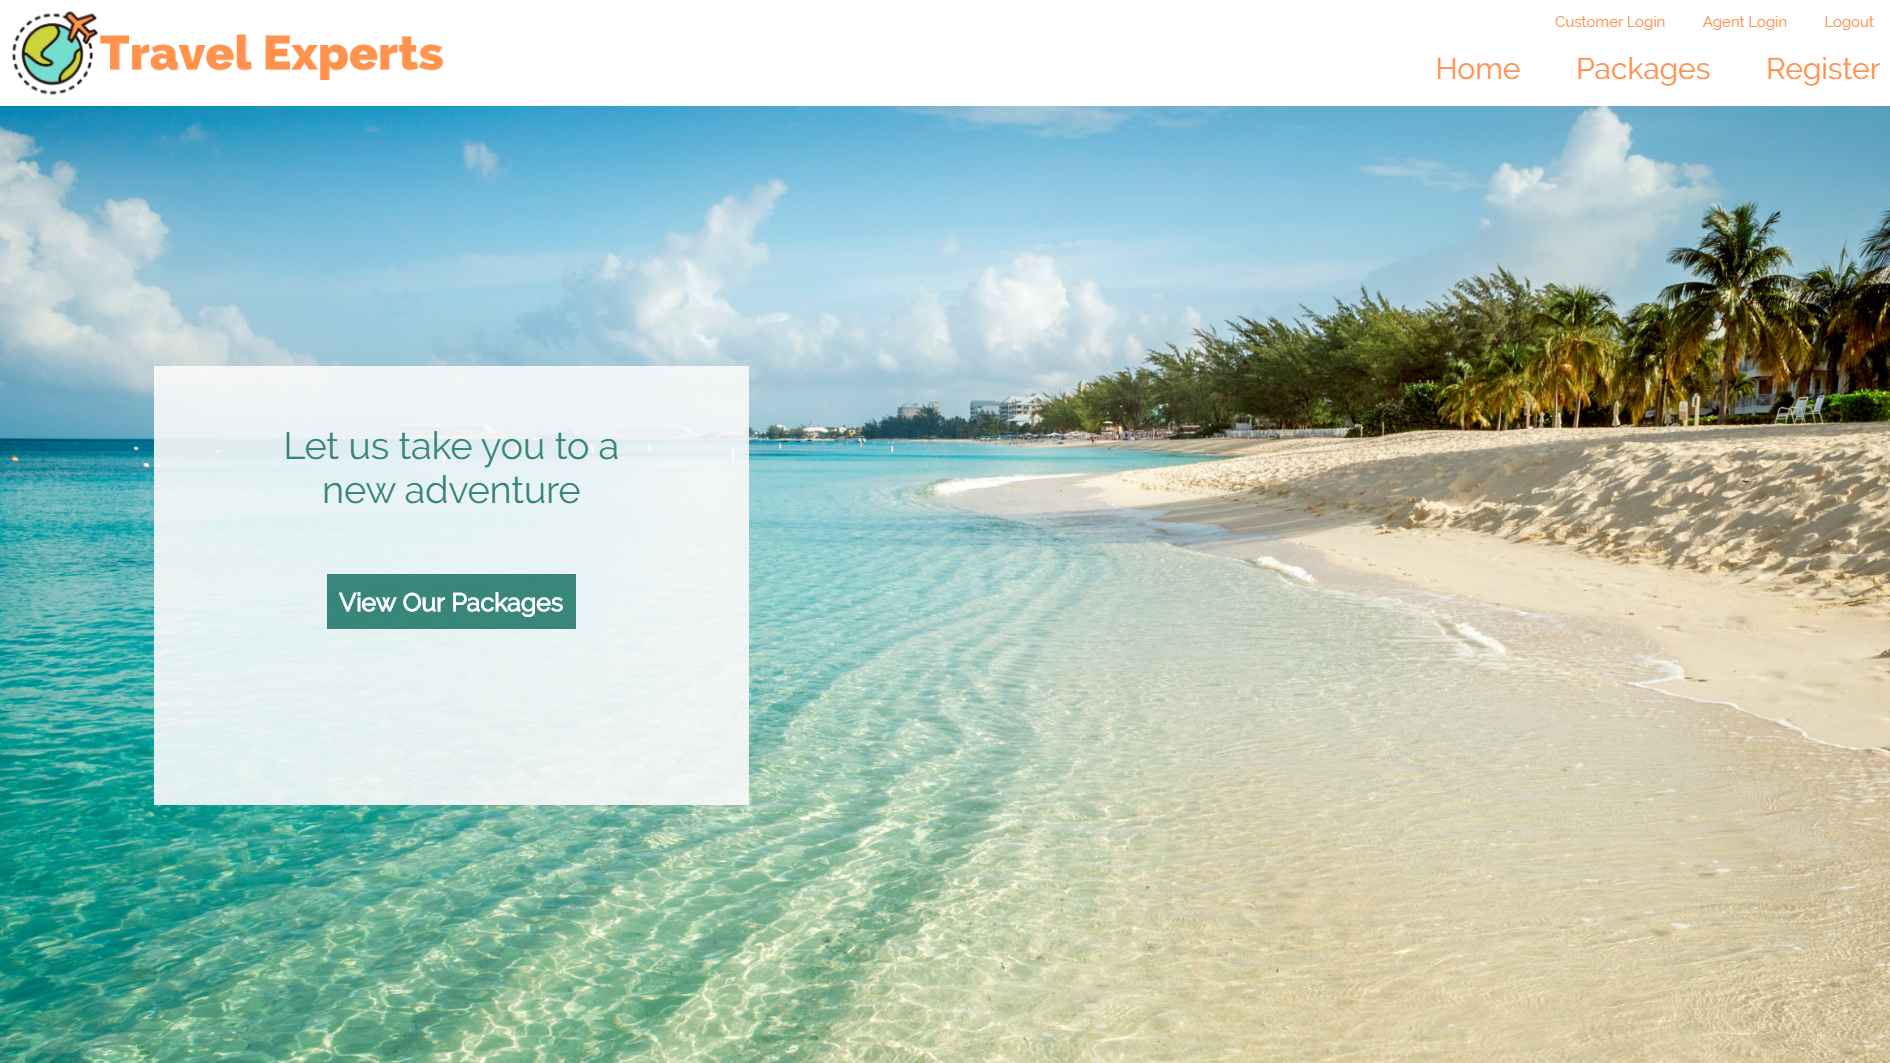 Travel Experts
Customer Login Agent Login Logout
Home Packages Register
Let us take you to a
new adventure
View Our Packages